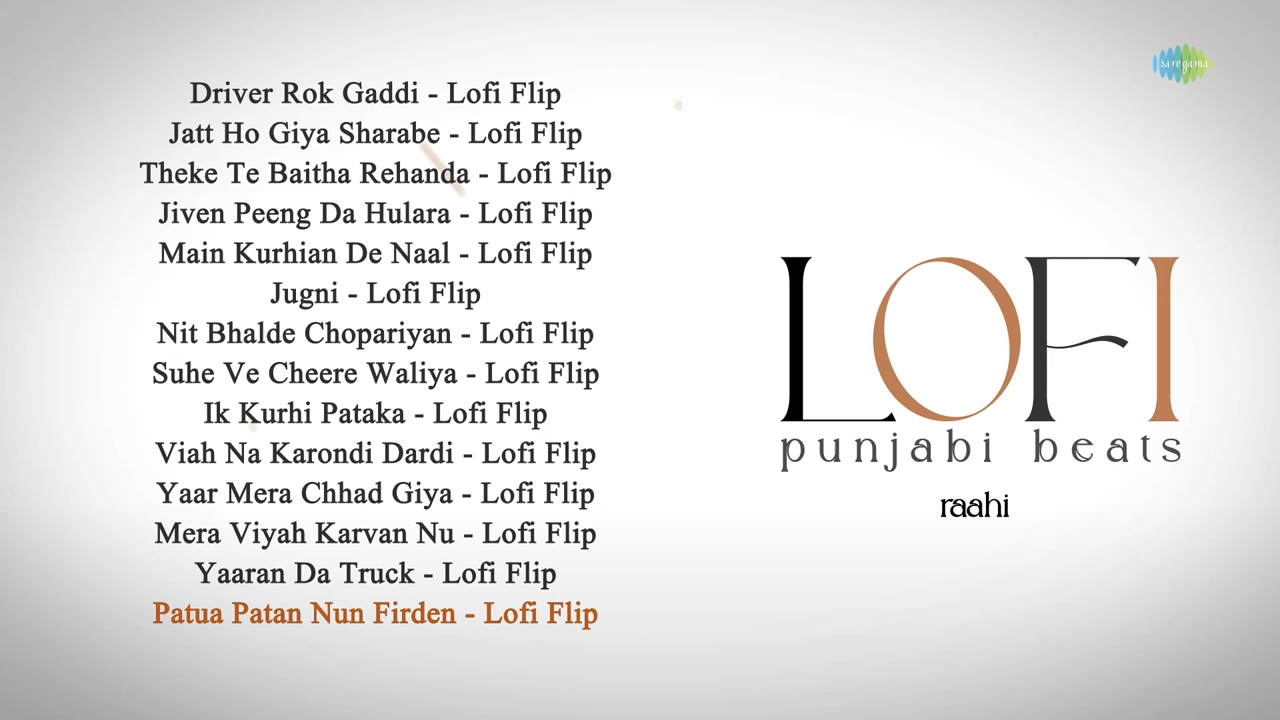 saregama
Driver Rok Gaddi - Lofi Flip
Jatt Ho Giya Sharabe - Lofi Flip
Theke Te Baitha Rehanda - Lofi Flip
Jiven Peeng Da Hulara - Lofi Flip
Main Kurhian De Naal - Lofi Flip
Jugni - Lofi Flip
Nit Bhalde Chopariyan - Lofi Flip
Suhe Ve Cheere Waliya - Lofi Flip
Ik Kurhi Pataka - Lofi Flip
Viah Na Karondi Dardi - Lofi Flip
Yaar Mera Chhad Giya - Lofi Flip
Mera Viyah Karvan Nu - Lofi Flip
Yaaran Da Truck - Lofi Flip
Patua Patan Nun Firden - Lofi Flip
LOFI
punjabi beats
raahi